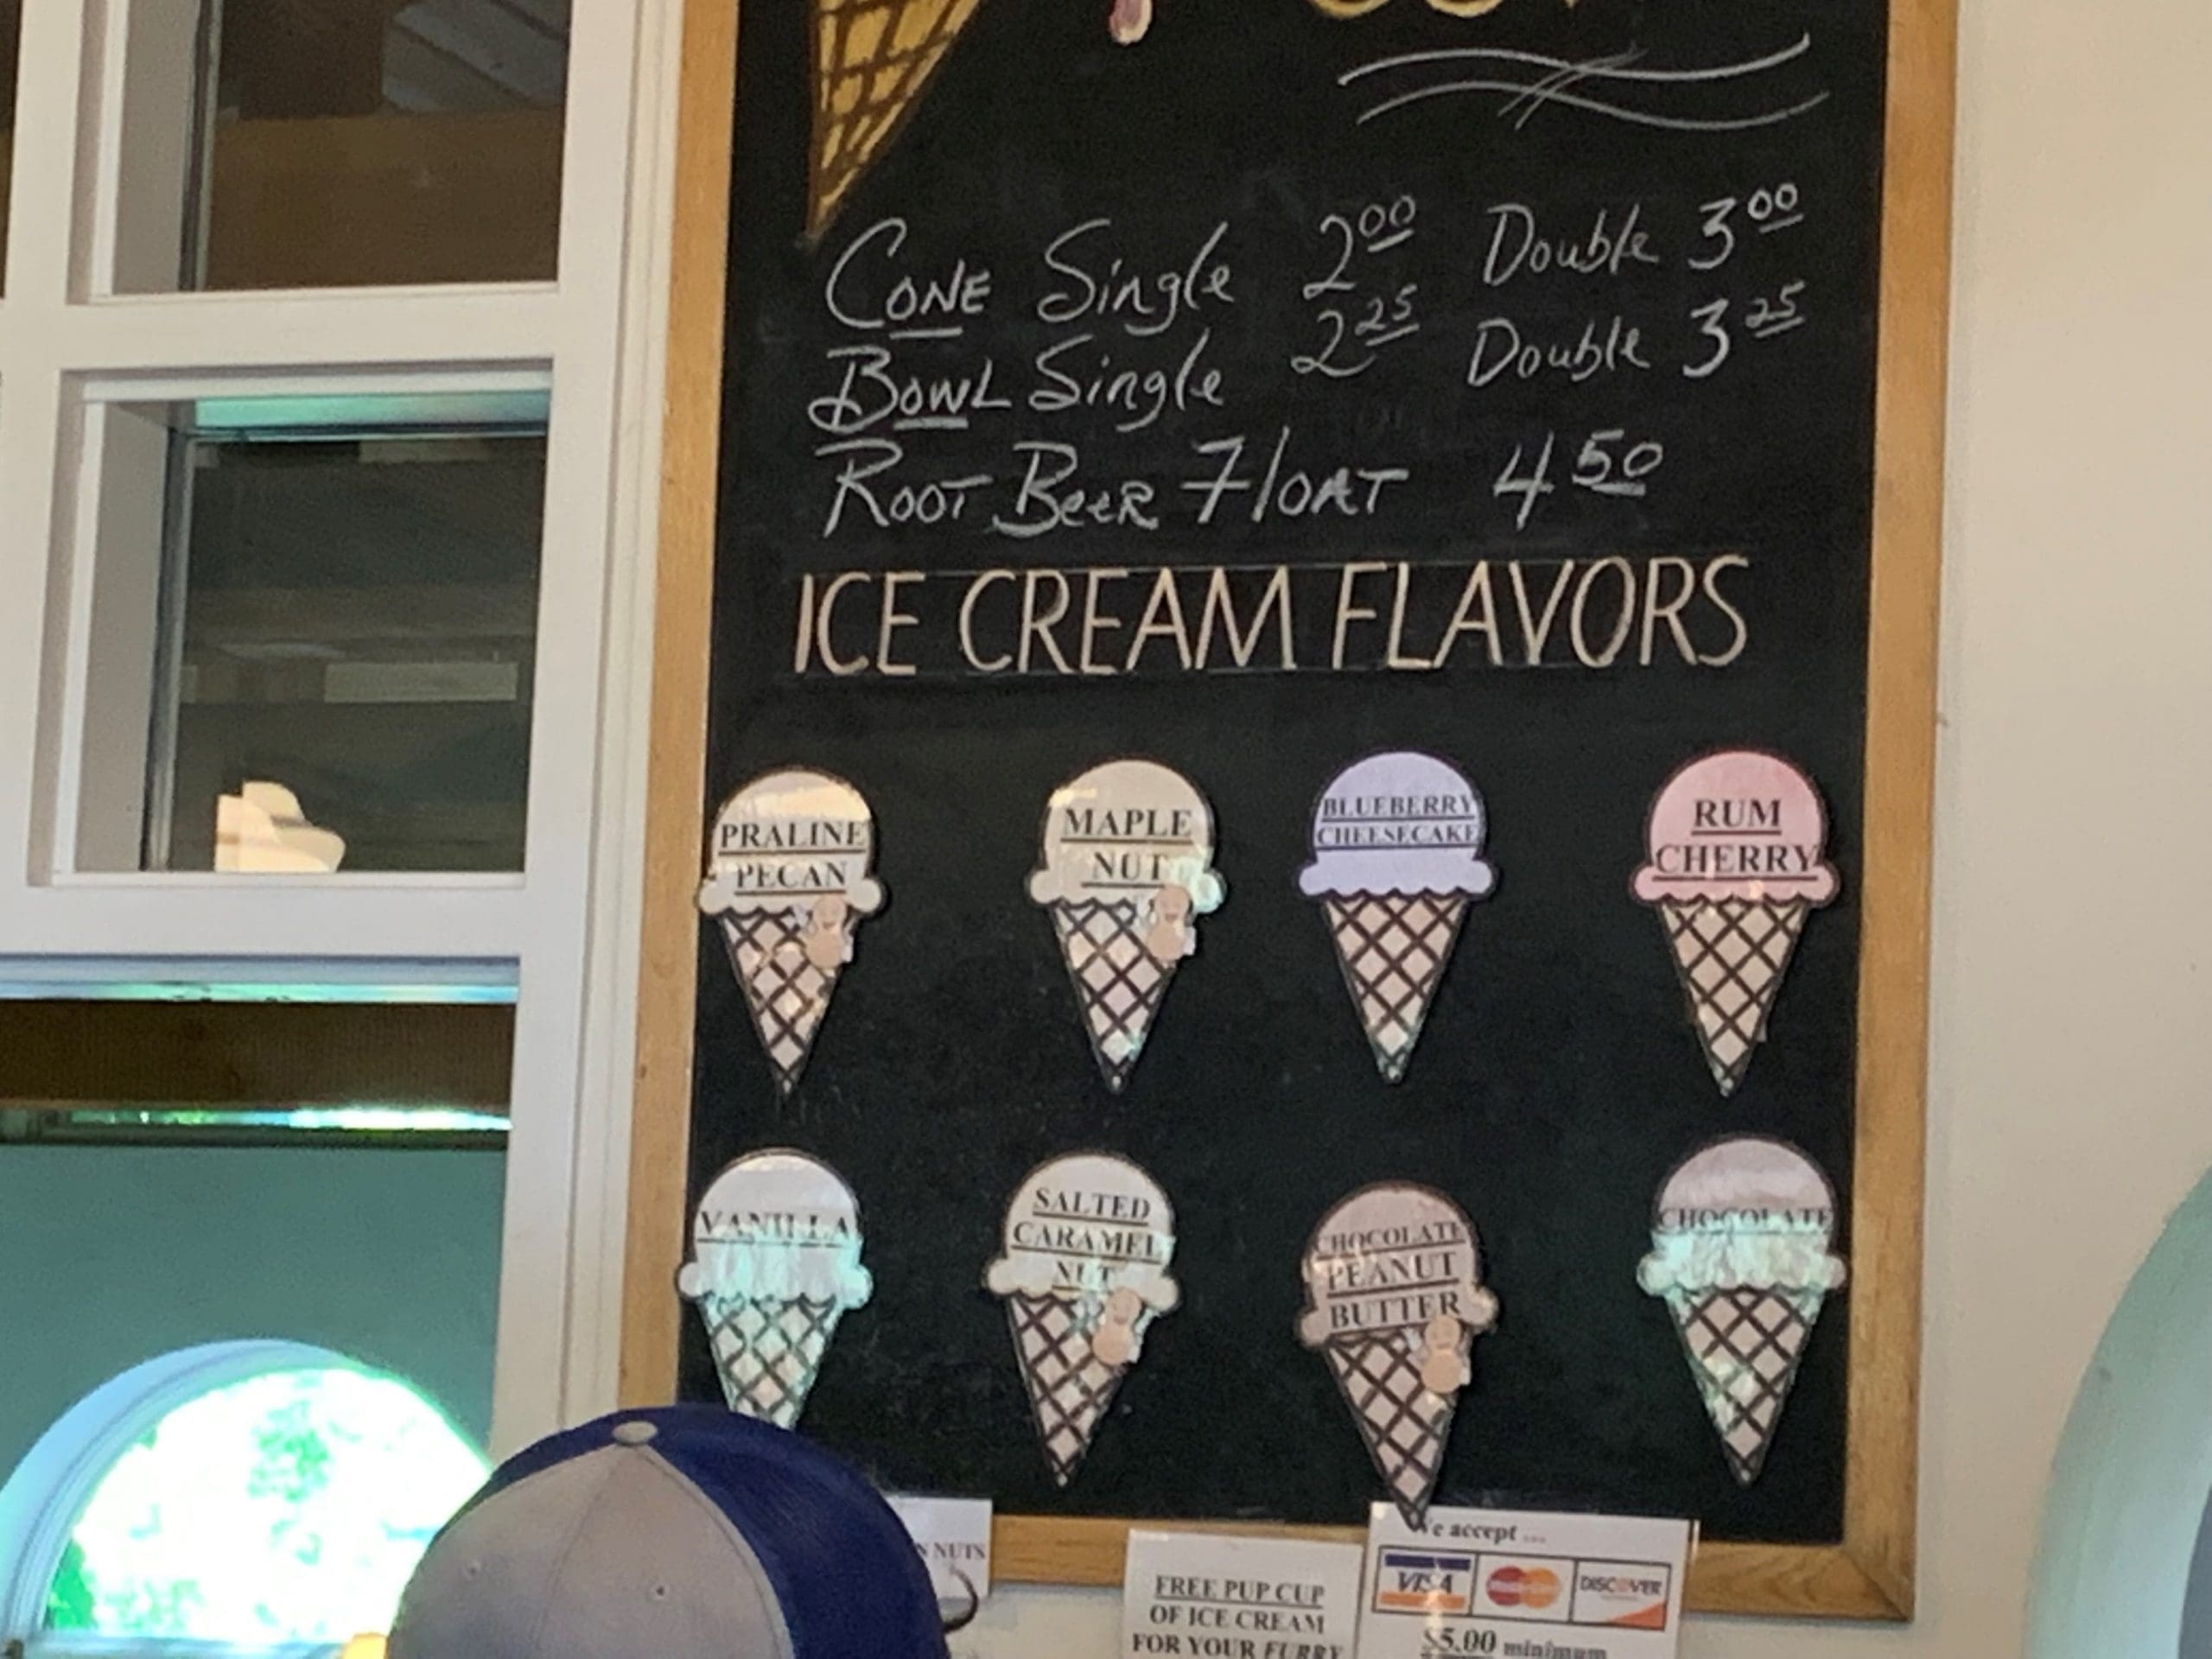 CONE Single 2.00 Double 3.00
BOWL Single 2.25 Double 3.25
ROOT BEER FLOAT 4.50
ICE CREAM FLAVORS
PRALINE
PECAN
MAPLE
NUT
BLUEBERRY
CHEESECAKE
RUM
CHERRY
VANILLA
SALTED
CARAMEL
NUT
CHOCOLATE
PEANUT
BUTTER
CHOCOLATE
NUTS
FREE PUP CUP
OF ICE CREAM
FOR YOUR FURRY
We accept ...
VISA
MasterCard
DISCOVER
$5.00 minimum